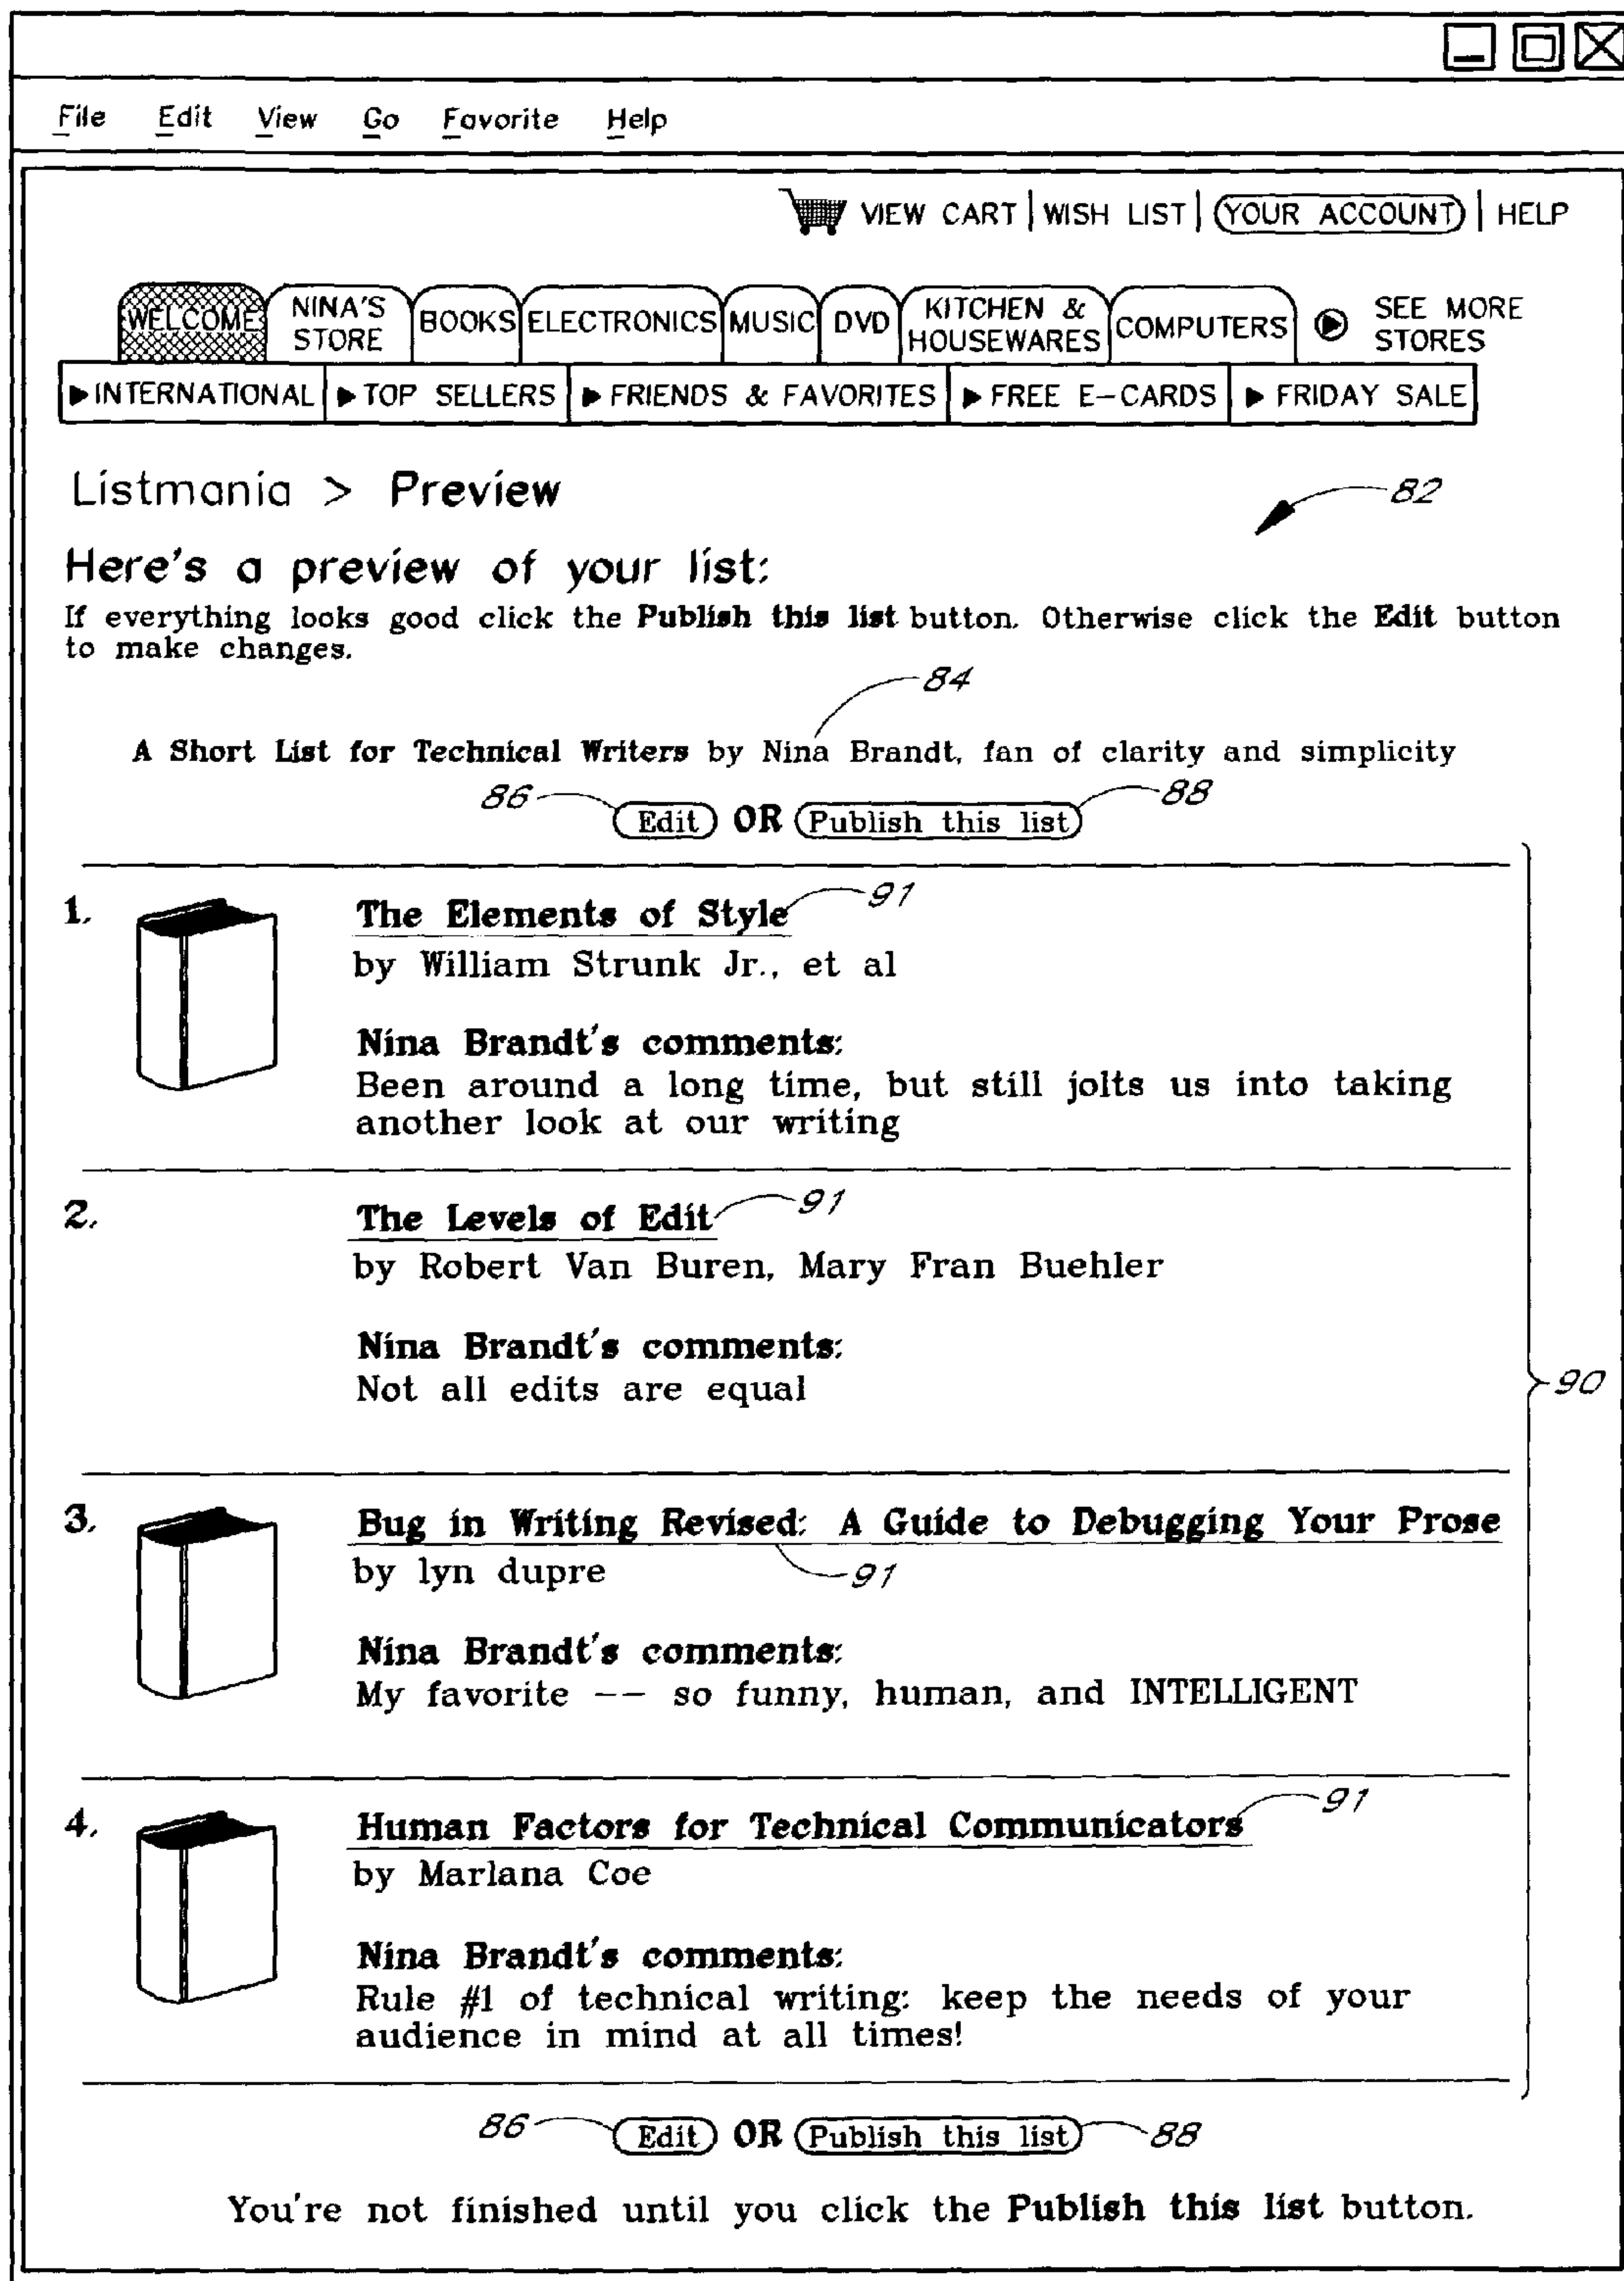 File Edit View Go Favorite Help
VIEW CART | WISH LIST | YOUR ACCOUNT | HELP
WELCOME NINA'S STORE BOOKS ELECTRONICS MUSIC DVD KITCHEN & HOUSEWARES COMPUTERS SEE MORE STORES
INTERNATIONAL TOP SELLERS FRIENDS & FAVORITES FREE E-CARDS FRIDAY SALE
Listmania > Preview
82
Here's a preview of your list:
If everything looks good click the Publish this list button. Otherwise click the Edit button
to make changes.
84
A Short List for Technical Writers by Nina Brandt, fan of clarity and simplicity
86 Edit OR Publish this list 88
1. The Elements of Style 91
by William Strunk Jr., et al
Nina Brandt's comments:
Been around a long time, but still jolts us into taking
another look at our writing
2. The Levels of Edit 91
by Robert Van Buren, Mary Fran Buehler
Nina Brandt's comments:
Not all edits are equal
90
3. Bug in Writing Revised: A Guide to Debugging Your Prose
by lyn dupre 91
Nina Brandt's comments:
My favorite -- so funny, human, and INTELLIGENT
4. Human Factors for Technical Communicators 91
by Marlana Coe
Nina Brandt's comments:
Rule #1 of technical writing: keep the needs of your
audience in mind at all times!
86 Edit OR Publish this list 88
You're not finished until you click the Publish this list button.